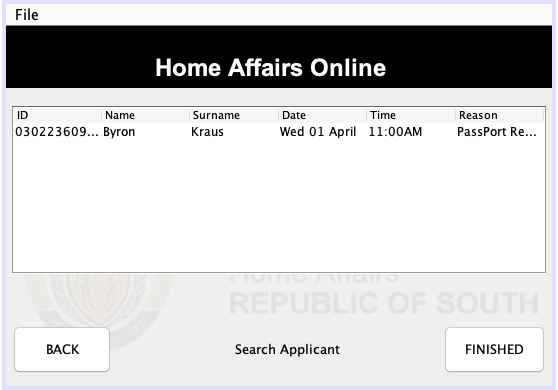 File
Home Affairs Online
ID Name Surname Date Time Reason
030223609... Byron Kraus Wed 01 April 11:00AM PassPort Re...
Home Affairs
REPUBLIC OF SOUTH
BACK Search Applicant FINISHED